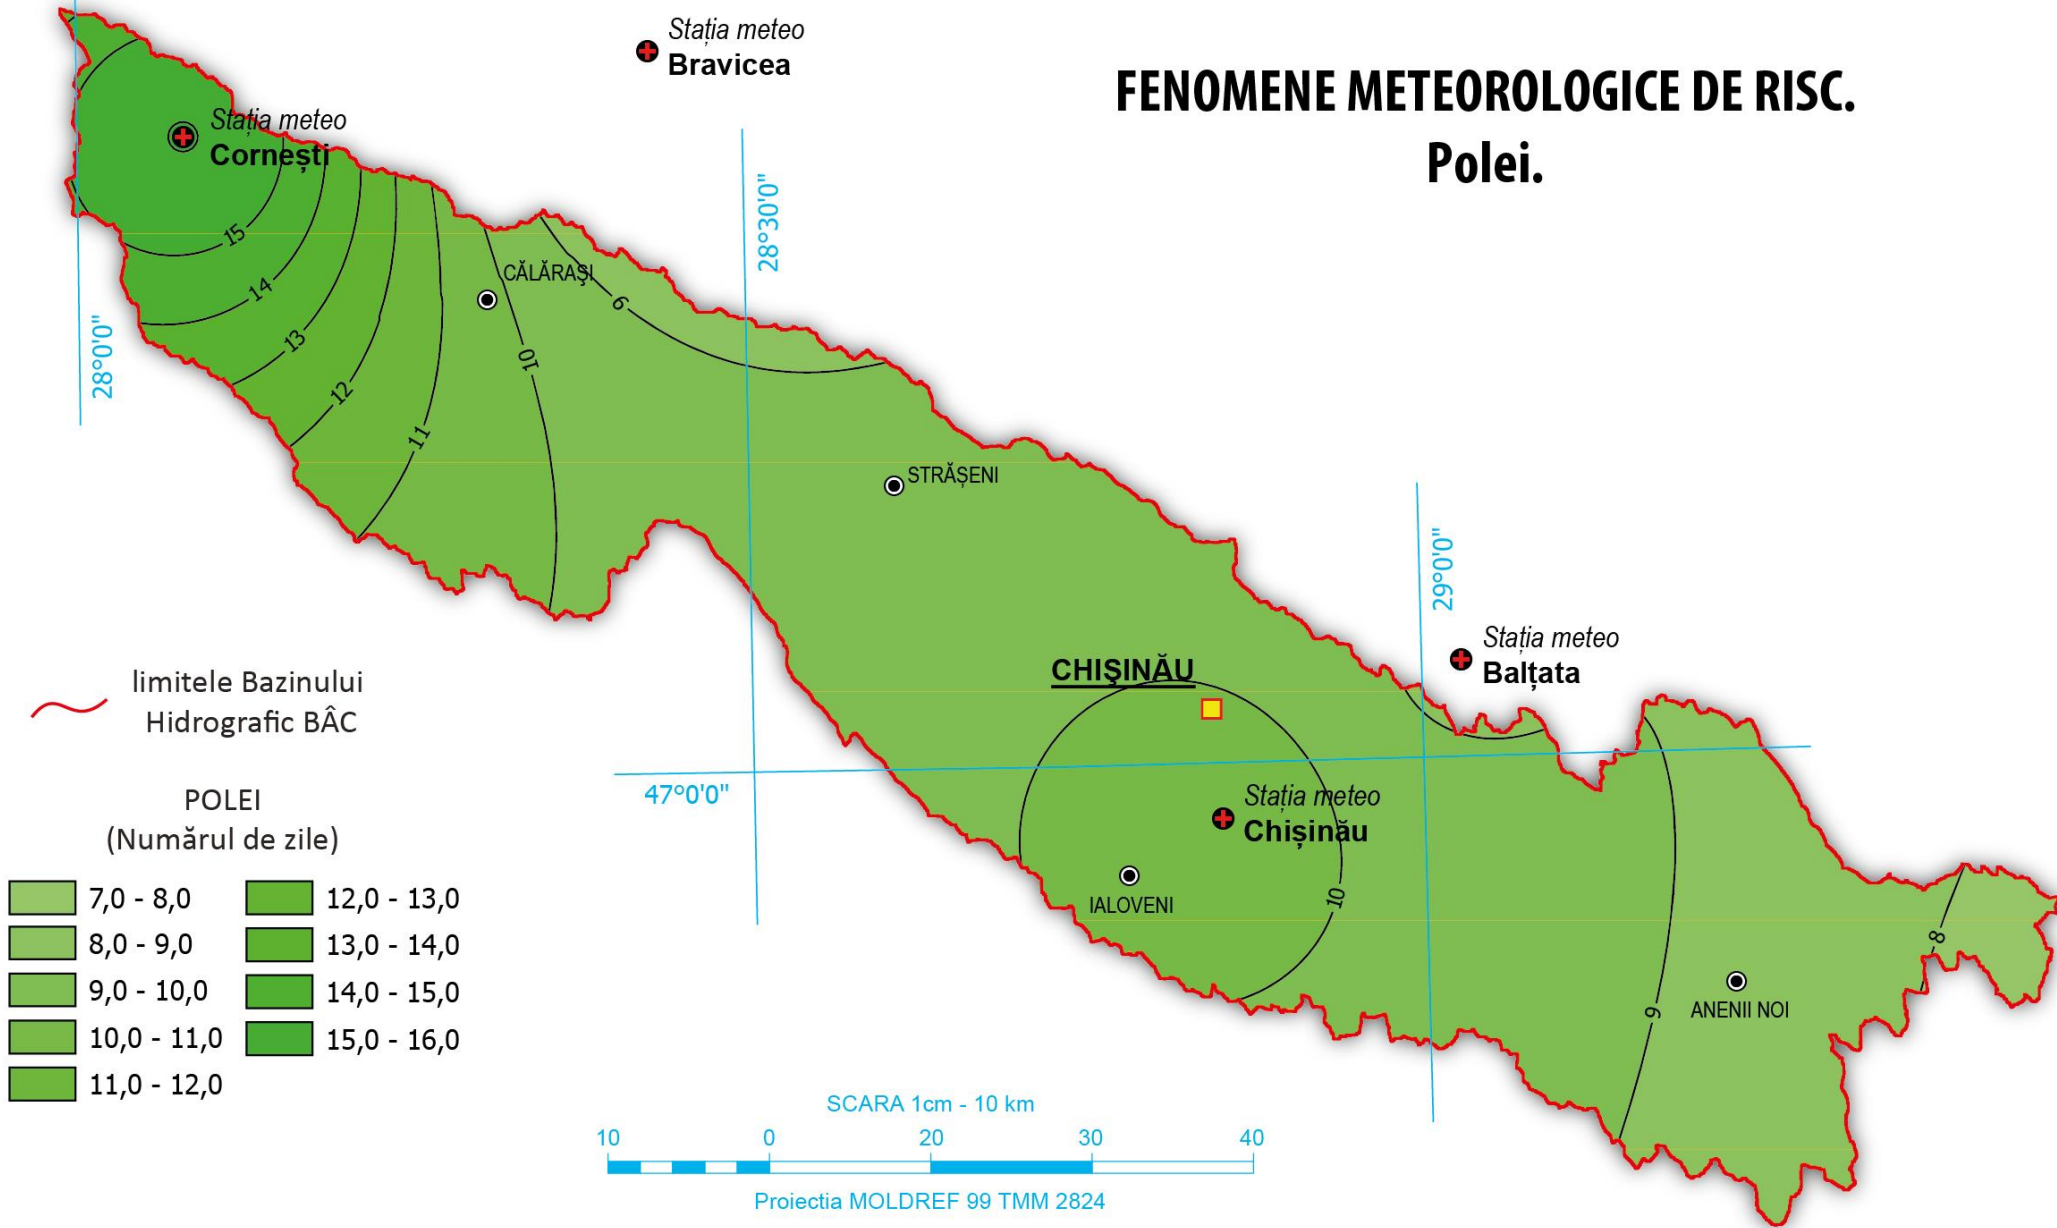 FENOMENE METEOROLOGICE DE RISC.
Polei.
Stația meteo
Bravicea
Stația meteo
Cornești
28°30'0"
28°0'0"
15
14
13
12
11
10
9
CĂLĂRAŞI
STRĂȘENI
29°0'0"
Stația meteo
Balțata
CHIŞINĂU
47°0'0"
Stația meteo
Chișinău
IALOVENI
10
9
8
ANENII NOI
limitele Bazinului
Hidrografic BÂC
POLEI
(Numărul de zile)
7,0 - 8,0
8,0 - 9,0
9,0 - 10,0
10,0 - 11,0
11,0 - 12,0
12,0 - 13,0
13,0 - 14,0
14,0 - 15,0
15,0 - 16,0
SCARA 1cm - 10 km
10 0 20 30 40
Proiectia MOLDREF 99 TMM 2824